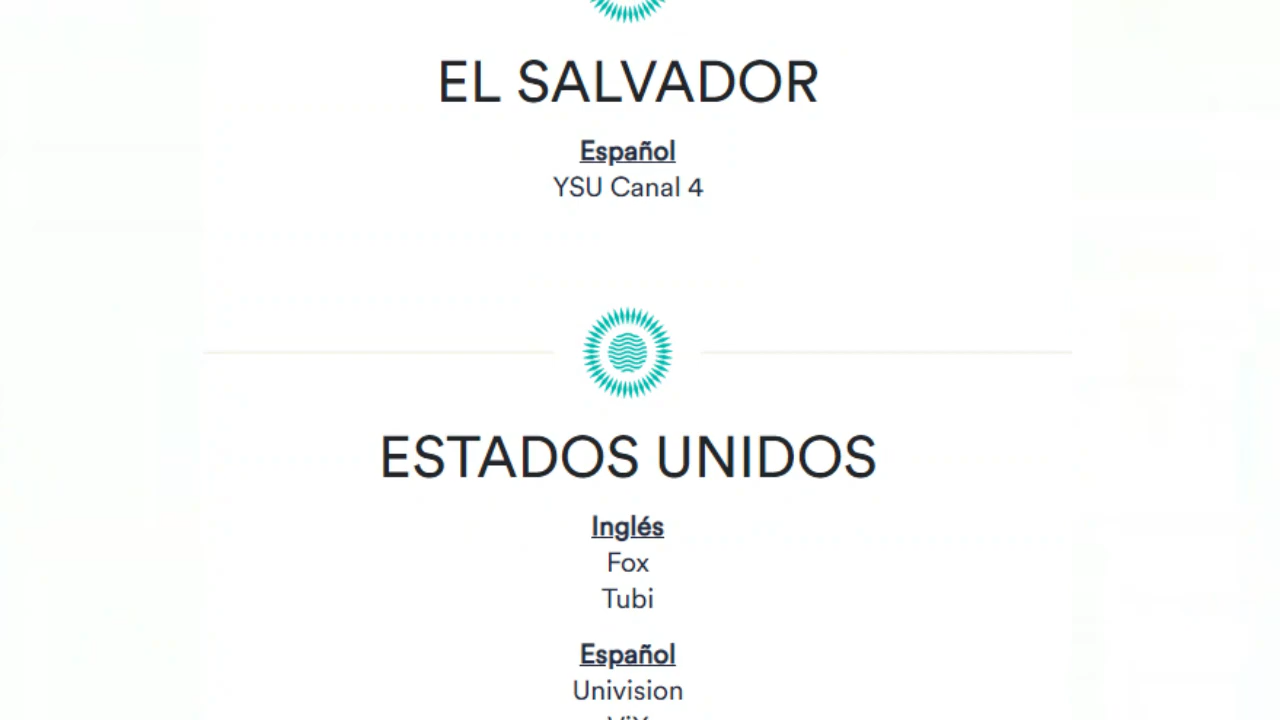 EL SALVADOR
Español
YSU Canal 4
ESTADOS UNIDOS
Inglés
Fox
Tubi
Español
Univision